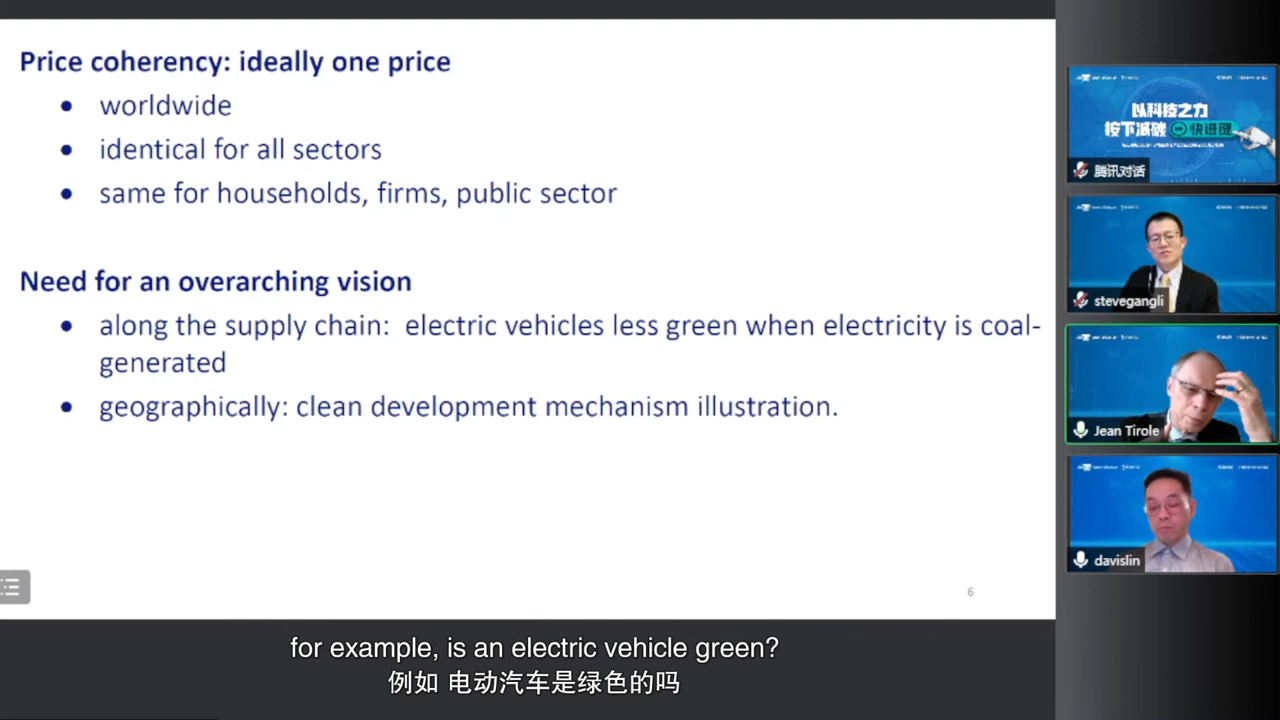 Price coherency: ideally one price
• worldwide
• identical for all sectors
• same for households, firms, public sector
Need for an overarching vision
• along the supply chain: electric vehicles less green when electricity is coal-
generated
• geographically: clean development mechanism illustration.
6
for example, is an electric vehicle green?
例如 电动汽车是绿色的吗
以科技之力
按下减碳 快进键
腾讯对话
stevegangli
Jean Tirole
davislin